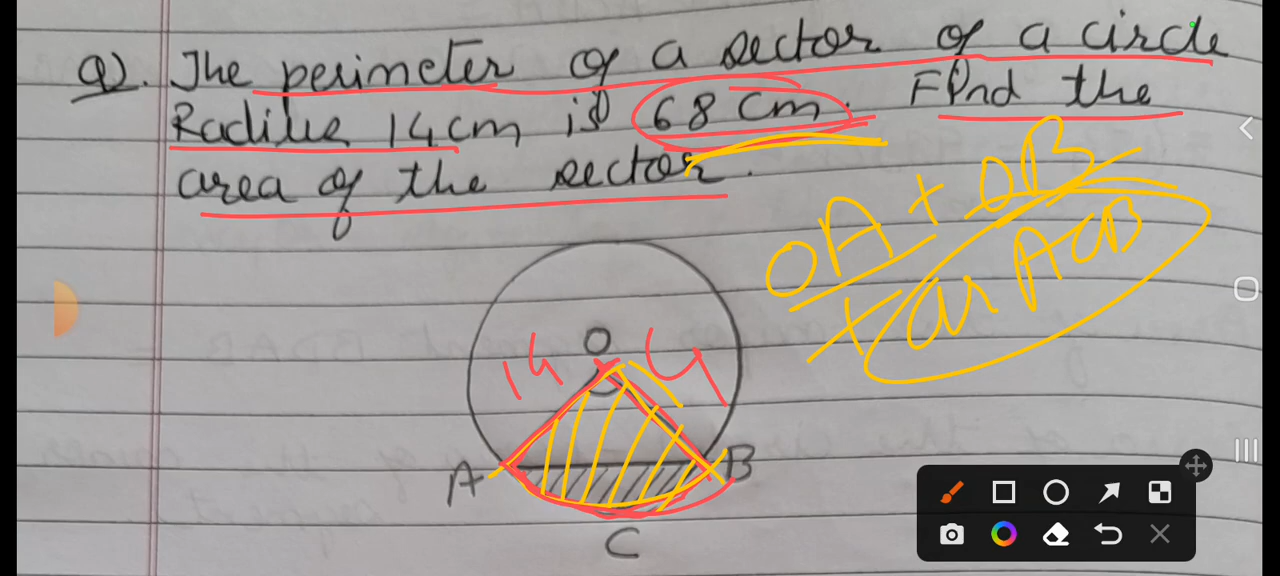 Q). The perimeter of a sector of a circle
Radius 14cm is 68 cm. Find the
area of the sector.
OA + OB
+ ar ACB
O
14
14
A
B
C